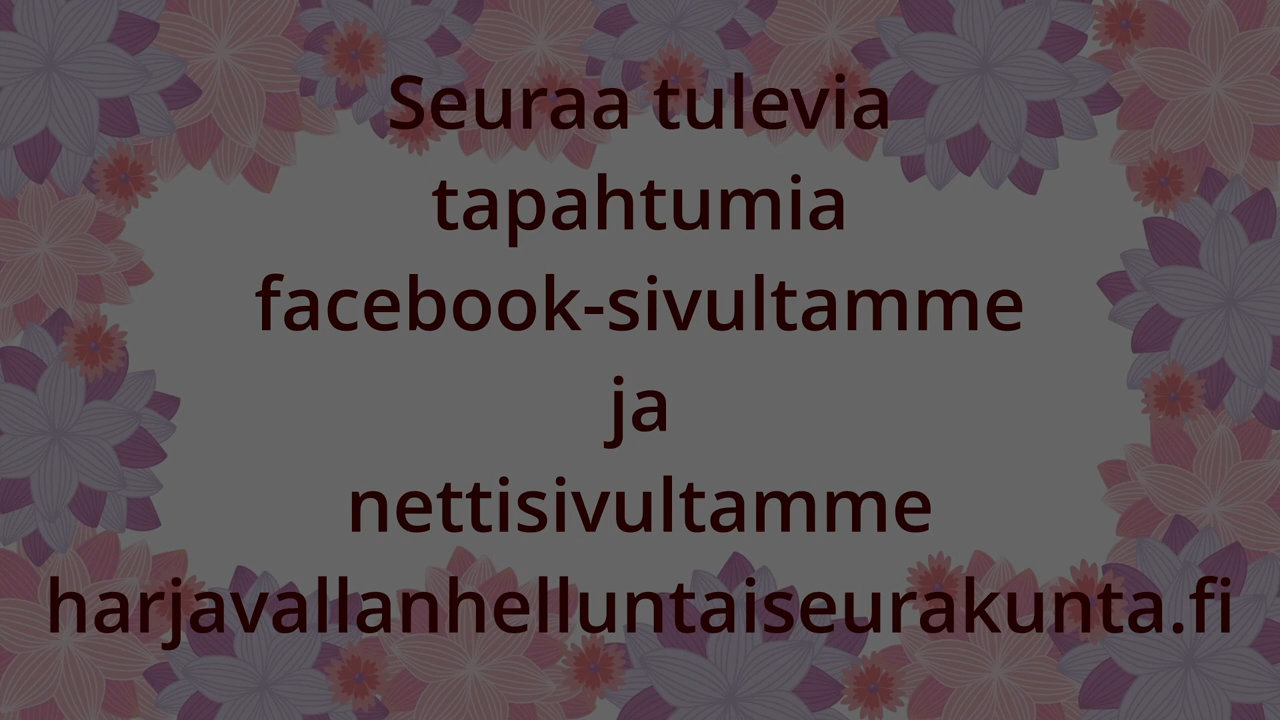 Seuraa tulevia
tapahtumia
facebook-sivultamme
ja
nettisivultamme
harjavallanhelluntaiseurakunta.fi